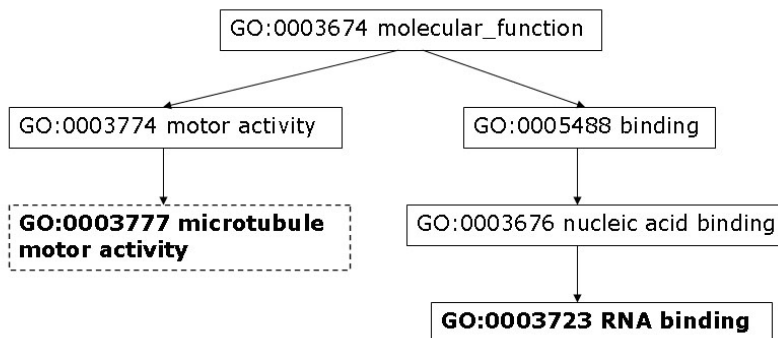 GO:0003674 molecular_function
GO:0003774 motor activity
GO:0005488 binding
GO:0003777 microtubule
motor activity
GO:0003676 nucleic acid binding
GO:0003723 RNA binding